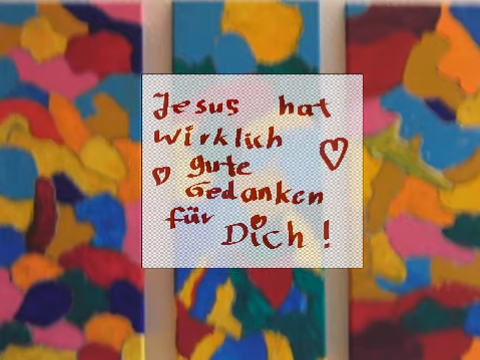 Jesus hat
wirklich
gute
Gedanken
für
Dich !